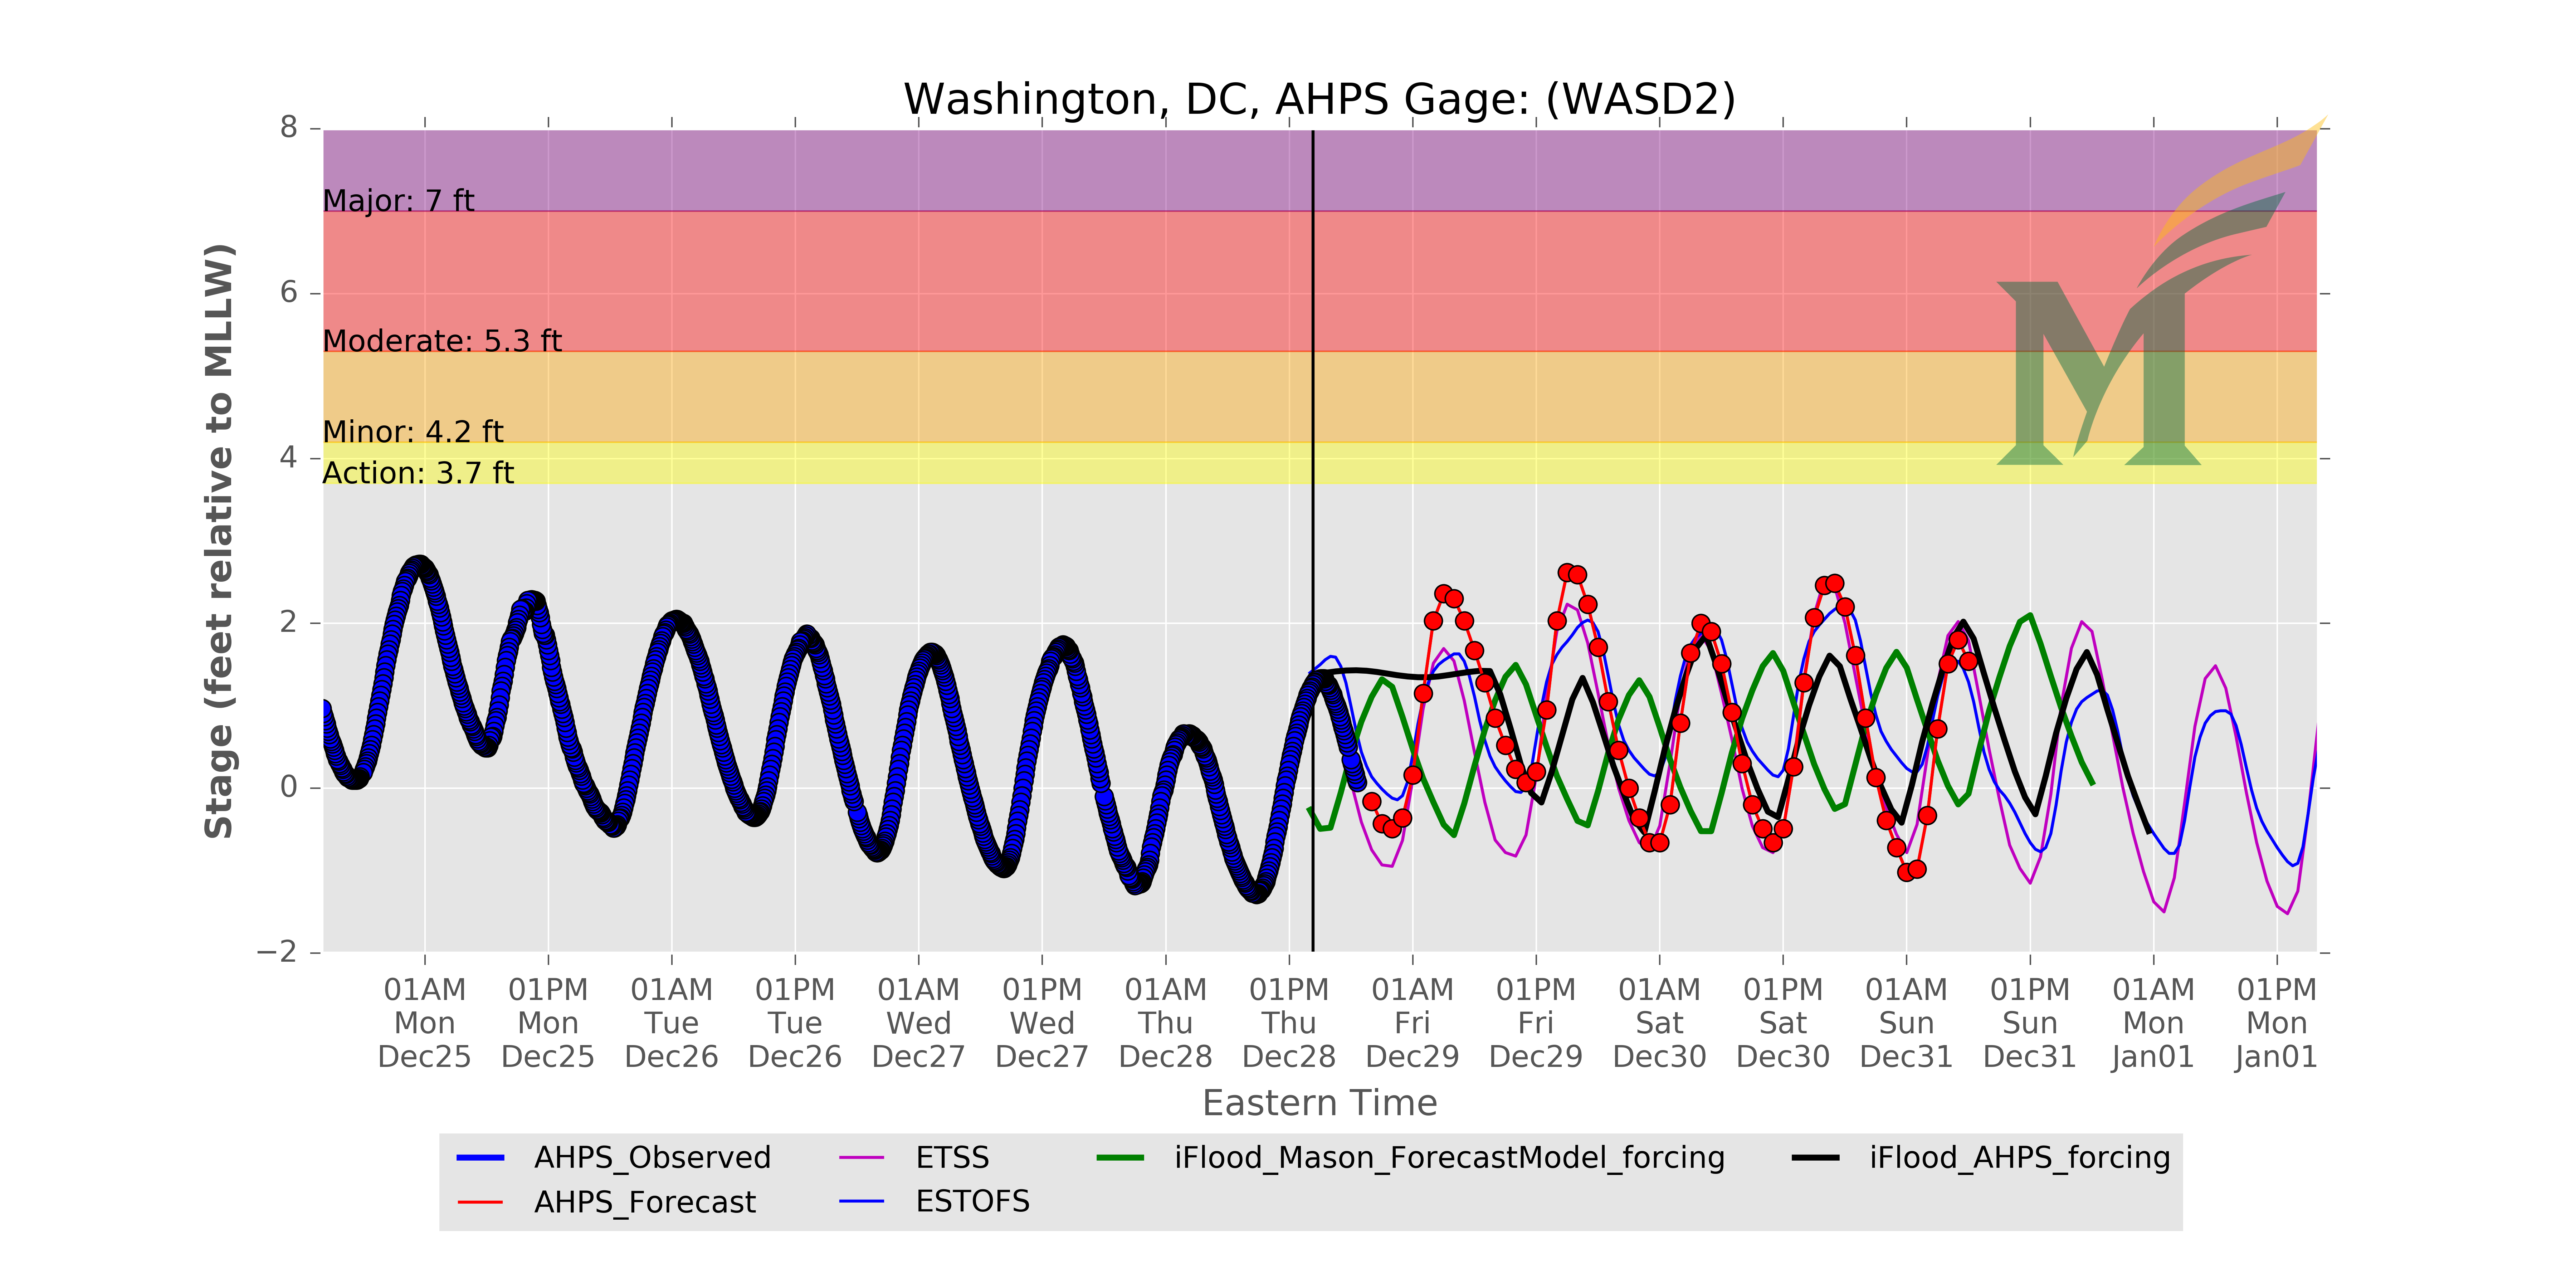 Washington, DC, AHPS Gage: (WASD2)
Stage (feet relative to MLLW)
8
6
4
2
0
−2
Major: 7 ft
Moderate: 5.3 ft
Minor: 4.2 ft
Action: 3.7 ft
01AM 01PM 01AM 01PM 01AM 01PM 01AM 01PM 01AM 01PM 01AM 01PM 01AM 01PM 01AM 01PM
Mon Mon Tue Tue Wed Wed Thu Thu Fri Fri Sat Sat Sun Sun Mon Mon
Dec25 Dec25 Dec26 Dec26 Dec27 Dec27 Dec28 Dec28 Dec29 Dec29 Dec30 Dec30 Dec31 Dec31 Jan01 Jan01
Eastern Time
AHPS_Observed ETSS iFlood_Mason_ForecastModel_forcing iFlood_AHPS_forcing
AHPS_Forecast ESTOFS
M